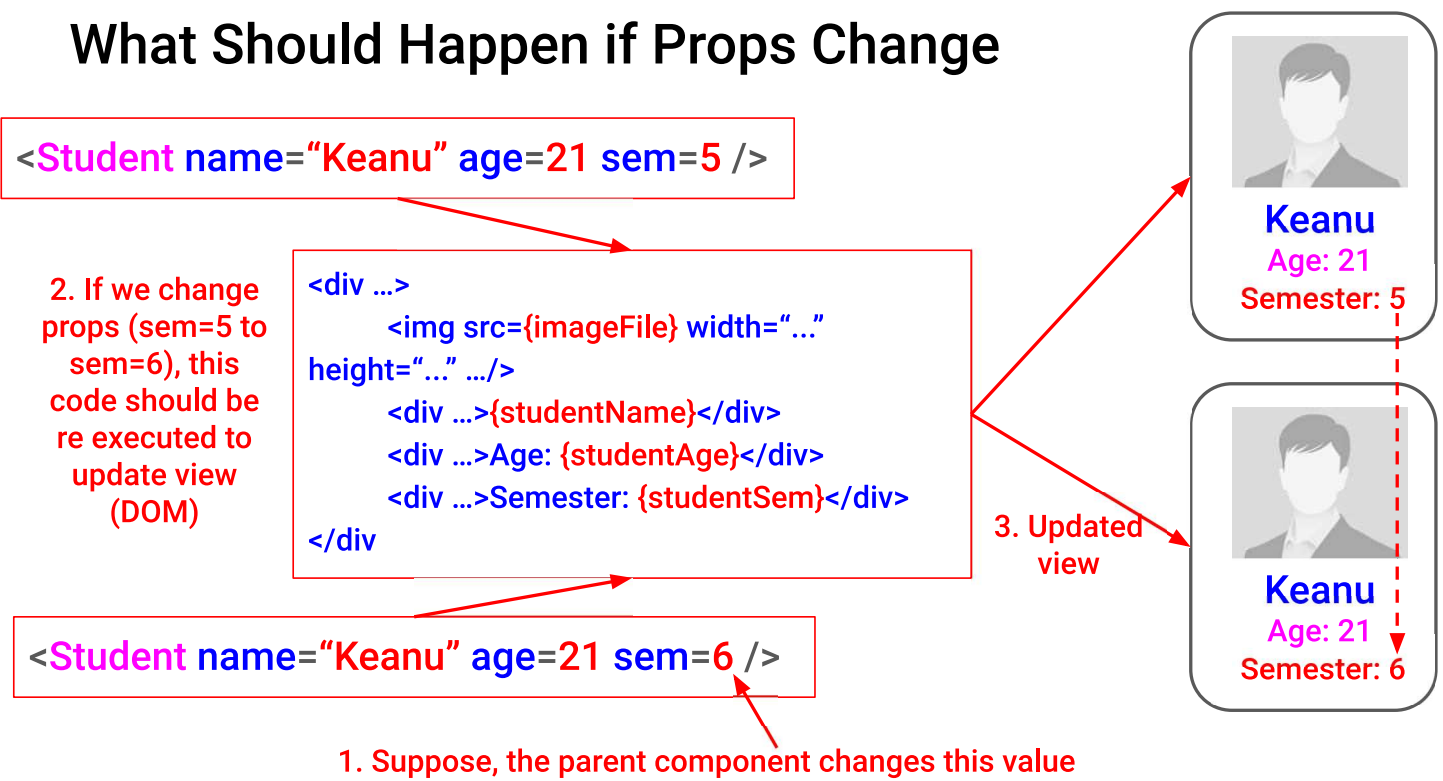 What Should Happen if Props Change
<Student name=“Keanu” age=21 sem=5 />
2. If we change
props (sem=5 to
sem=6), this
code should be
re executed to
update view
(DOM)
<div …>
<img src={imageFile} width=“...”
height=“...” …/>
<div …>{studentName}</div>
<div …>Age: {studentAge}</div>
<div …>Semester: {studentSem}</div>
</div
<Student name=“Keanu” age=21 sem=6 />
1. Suppose, the parent component changes this value
3. Updated
view
Keanu
Age: 21
Semester: 5
Keanu
Age: 21
Semester: 6